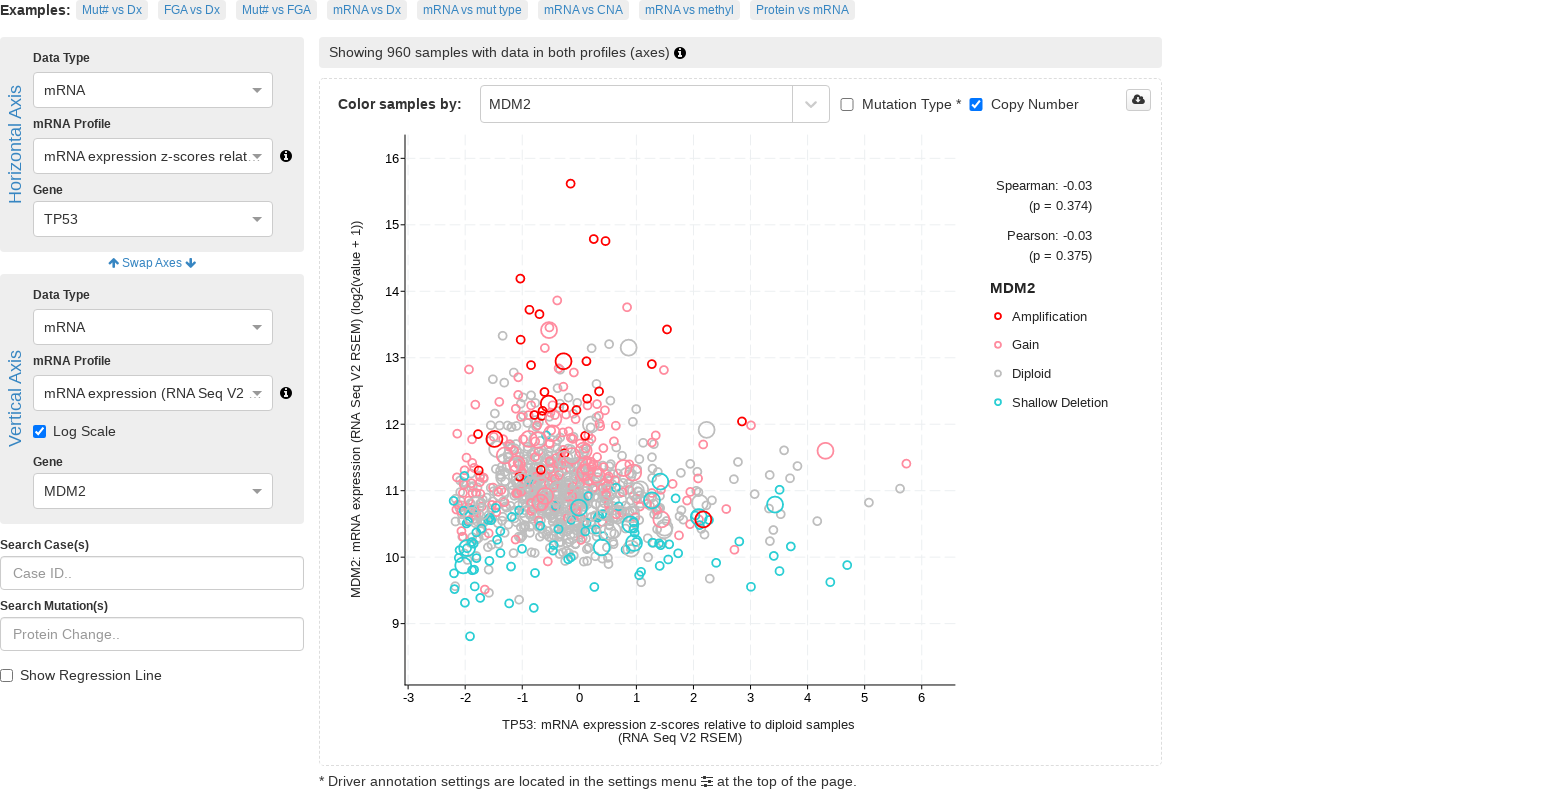 Examples: Mut# vs Dx FGA vs Dx Mut# vs FGA mRNA vs Dx mRNA vs mut type mRNA vs CNA mRNA vs methyl Protein vs mRNA
Horizontal Axis
Data Type
mRNA
mRNA Profile
mRNA expression z-scores relat…
Gene
TP53
Swap Axes
Vertical Axis
Data Type
mRNA
mRNA Profile
mRNA expression (RNA Seq V2 …
Log Scale
Gene
MDM2
Search Case(s)
Case ID..
Search Mutation(s)
Protein Change..
Show Regression Line
Showing 960 samples with data in both profiles (axes)
Color samples by: MDM2 Mutation Type * Copy Number
MDM2: mRNA expression (RNA Seq V2 RSEM) (log2(value + 1))
16
15
14
13
12
11
10
9
-3 -2 -1 0 1 2 3 4 5 6
TP53: mRNA expression z-scores relative to diploid samples
(RNA Seq V2 RSEM)
Spearman: -0.03
(p = 0.374)
Pearson: -0.03
(p = 0.375)
MDM2
Amplification
Gain
Diploid
Shallow Deletion
* Driver annotation settings are located in the settings menu at the top of the page.